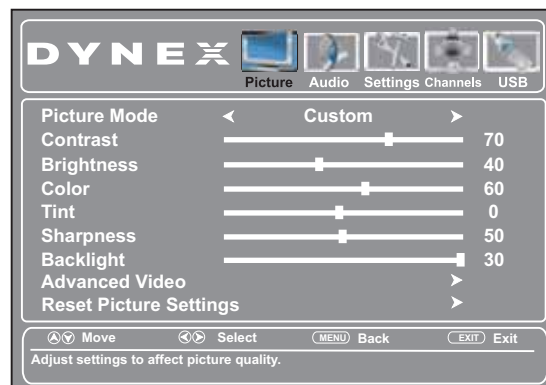 DYNEX
Picture Audio Settings Channels USB
Picture Mode Custom
Contrast 70
Brightness 40
Color 60
Tint 0
Sharpness 50
Backlight 30
Advanced Video
Reset Picture Settings
Move Select MENU Back EXIT Exit
Adjust settings to affect picture quality.